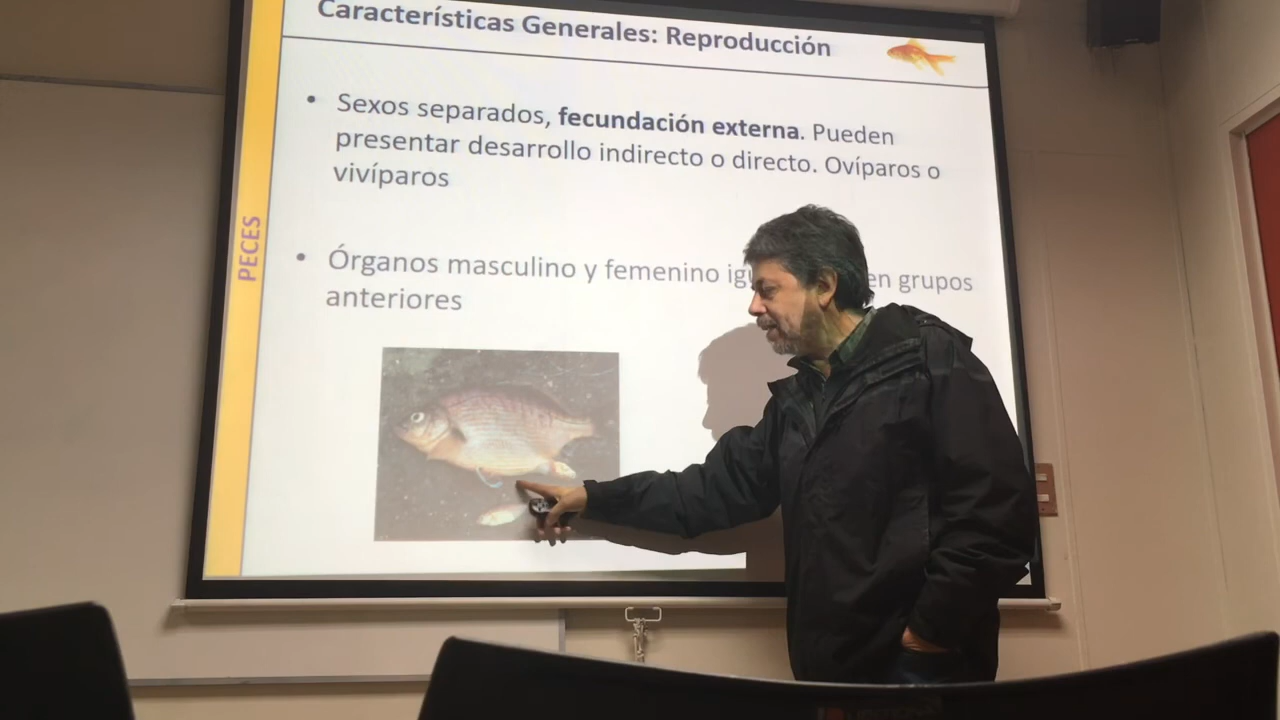 Características Generales: Reproducción
• Sexos separados, fecundación externa. Pueden
presentar desarrollo indirecto o directo. Ovíparos o
vivíparos
PECES
• Órganos masculino y femenino en grupos
anteriores